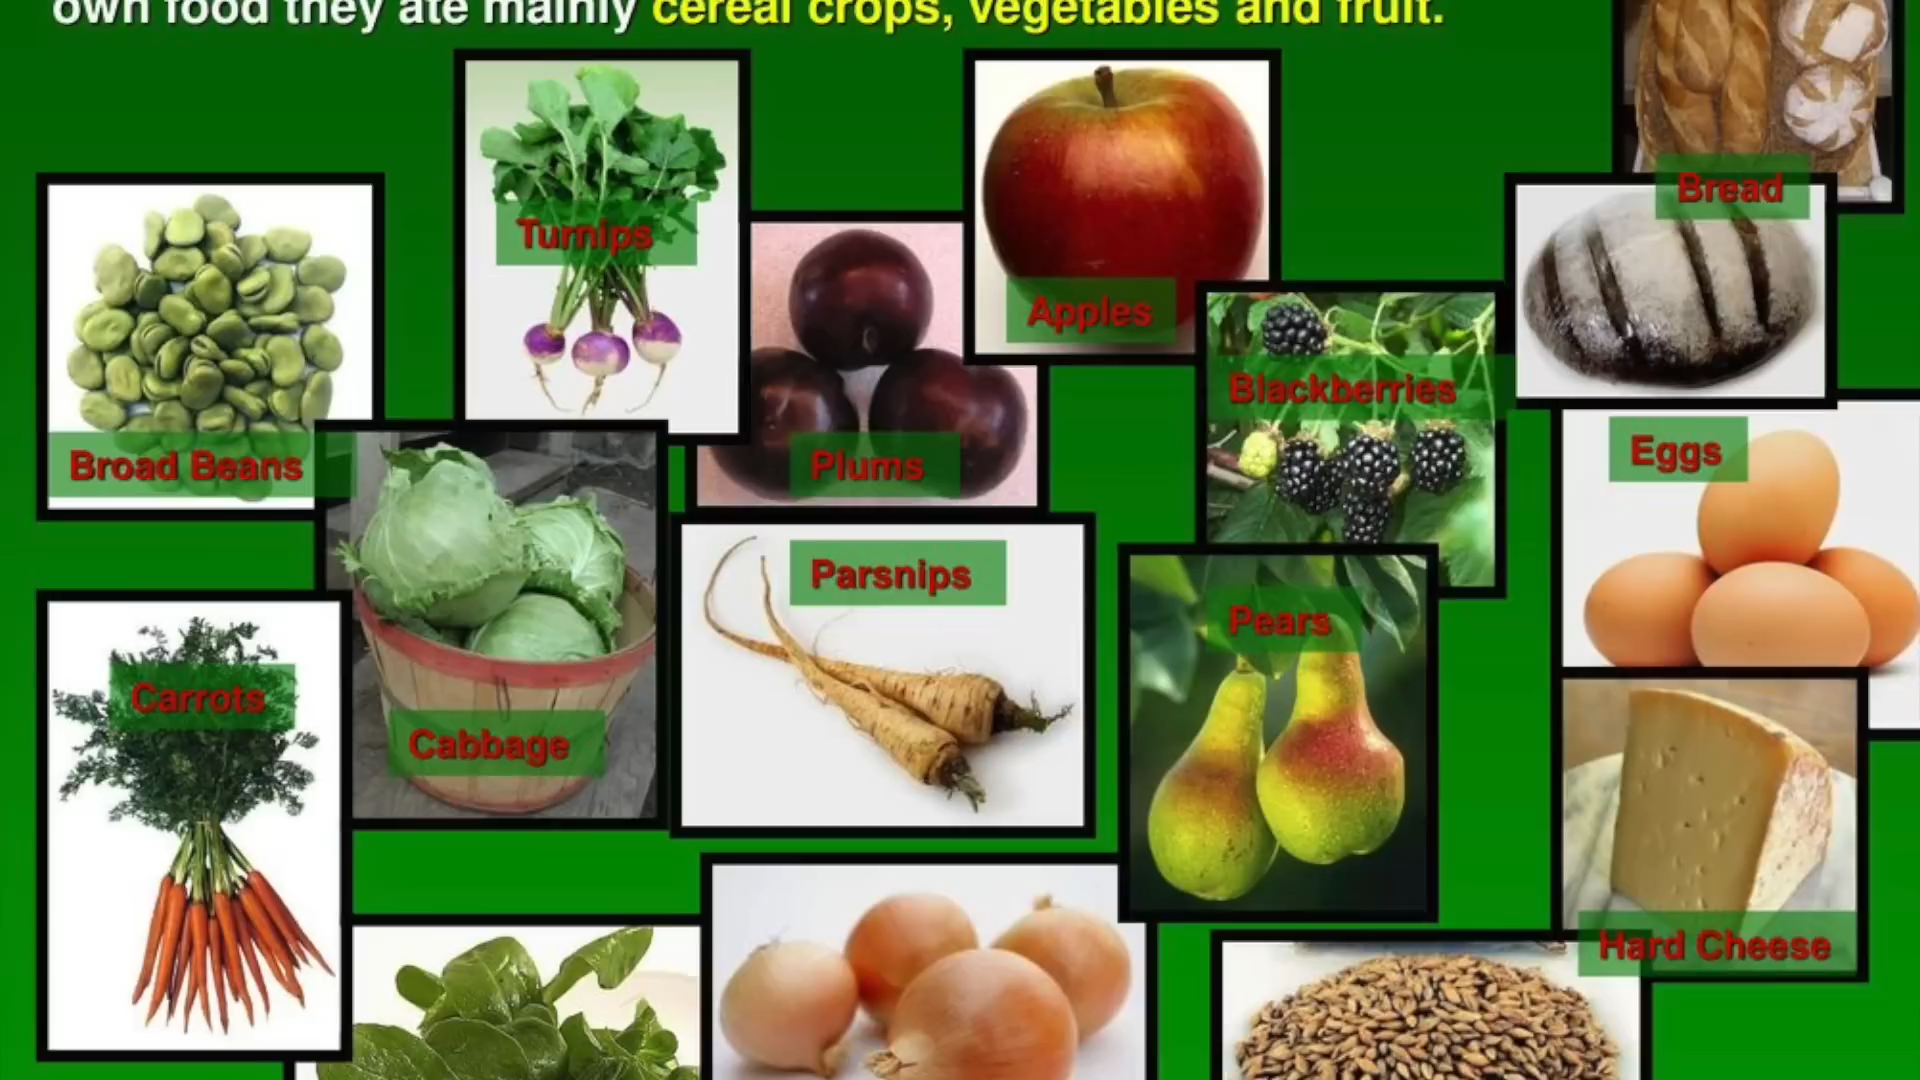 own food they ate mainly cereal crops, vegetables and fruit.
Bread
Turnips
Apples
Blackberries
Broad Beans
Plums
Eggs
Parsnips
Pears
Carrots
Cabbage
Hard Cheese